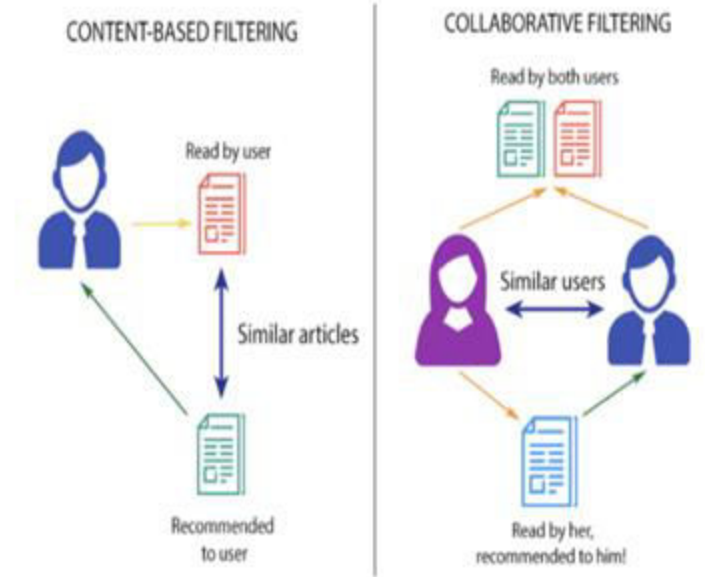 CONTENT-BASED FILTERING
Read by user
Similar articles
Recommended
to user
COLLABORATIVE FILTERING
Read by both users
Similar users
Read by her,
recommended to him!